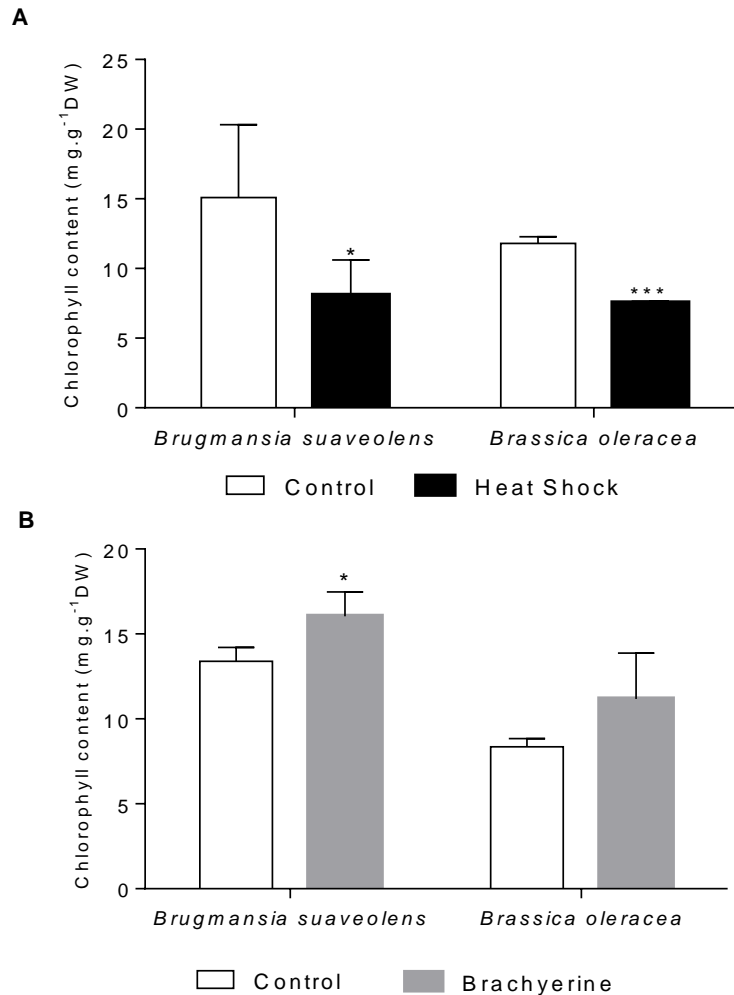 A
Chlorophyll content (mg.g⁻¹DW)
25
20
15
10
5
0
*
***
Brugmansia suaveolens Brassica oleracea
Control Heat Shock
B
Chlorophyll content (mg.g⁻¹DW)
20
15
10
5
0
*
Brugmansia suaveolens Brassica oleracea
Control Brachyerine